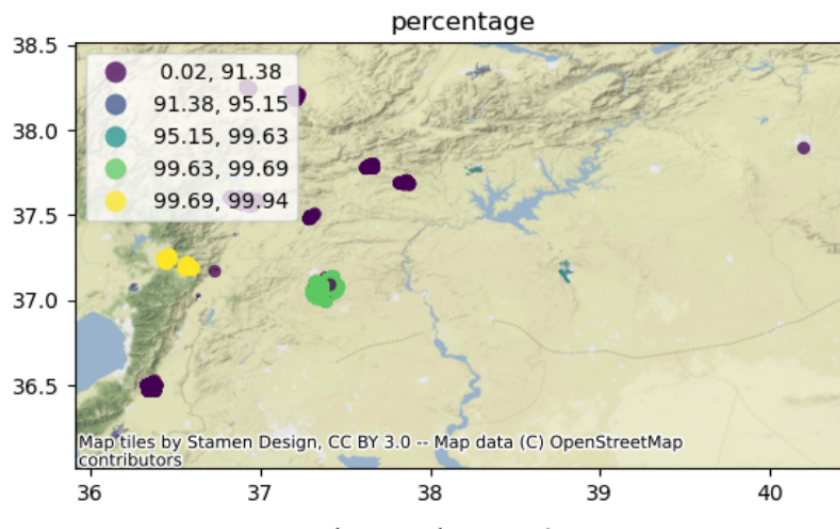 percentage
38.5
38.0
37.5
37.0
36.5
0.02, 91.38
91.38, 95.15
95.15, 99.63
99.63, 99.69
99.69, 99.94
Map tiles by Stamen Design, CC BY 3.0 -- Map data (C) OpenStreetMap
contributors
36 37 38 39 40